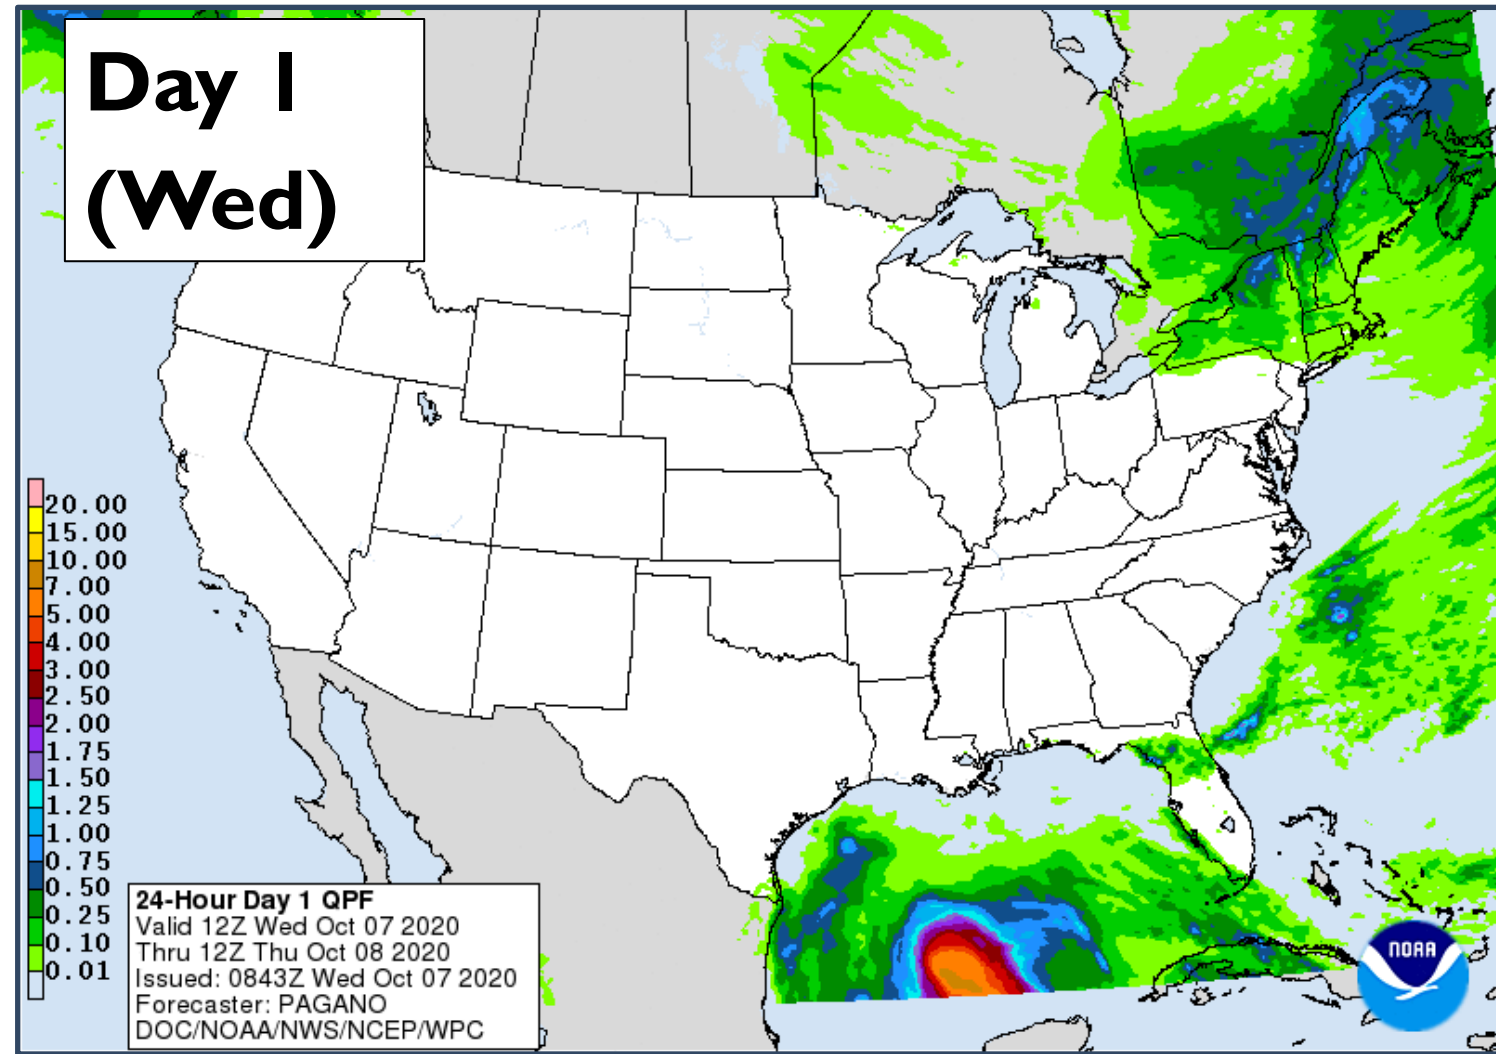 Day 1
(Wed)
20.00
15.00
10.00
7.00
5.00
4.00
3.00
2.50
2.00
1.75
1.50
1.25
1.00
0.75
0.50
0.25
0.10
0.01
24-Hour Day 1 QPF
Valid 12Z Wed Oct 07 2020
Thru 12Z Thu Oct 08 2020
Issued: 0843Z Wed Oct 07 2020
Forecaster: PAGANO
DOC/NOAA/NWS/NCEP/WPC
NOAA